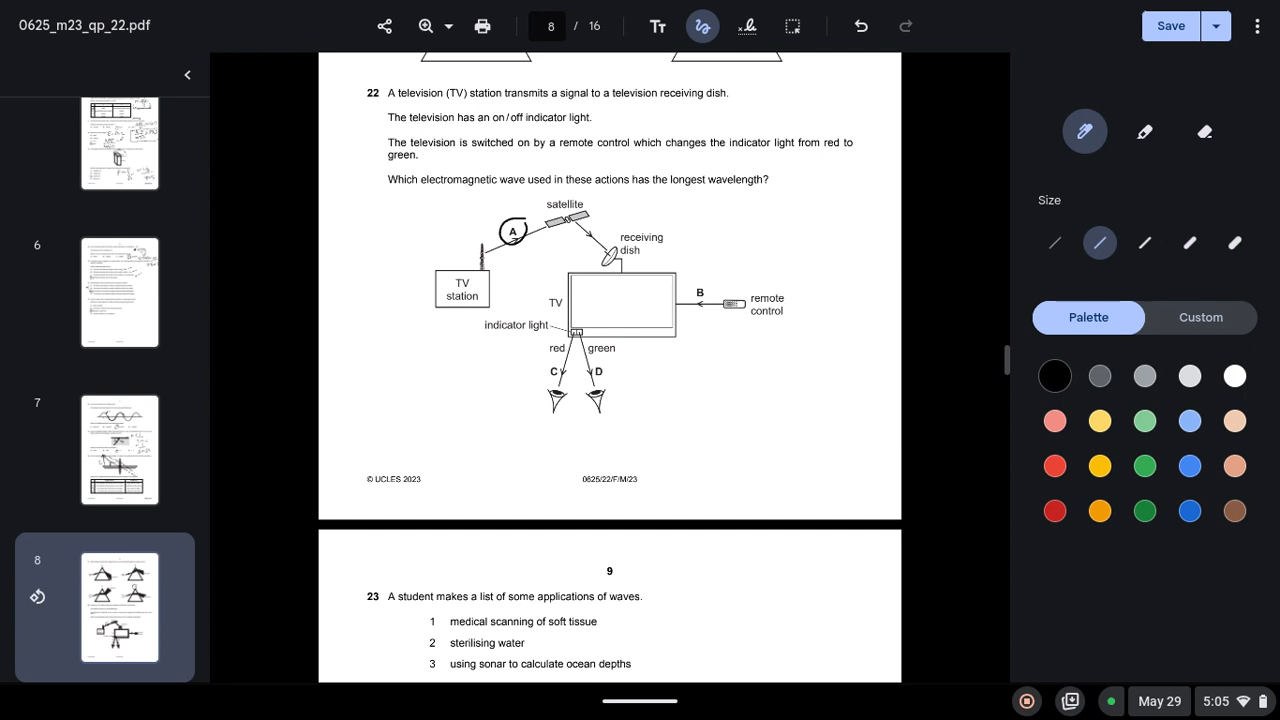 0625_m23_qp_22.pdf
8 / 16
Save
22 A television (TV) station transmits a signal to a television receiving dish.
The television has an on/off indicator light.
The television is switched on by a remote control which changes the indicator light from red to
green.
Which electromagnetic wave used in these actions has the longest wavelength?
satellite
A
receiving
dish
TV
station
TV
B
remote
control
indicator light
red
green
C
D
© UCLES 2023
0625/22/F/M/23
9
23 A student makes a list of some applications of waves.
1 medical scanning of soft tissue
2 sterilising water
3 using sonar to calculate ocean depths
6
7
8
Size
Palette
Custom
May 29
5:05